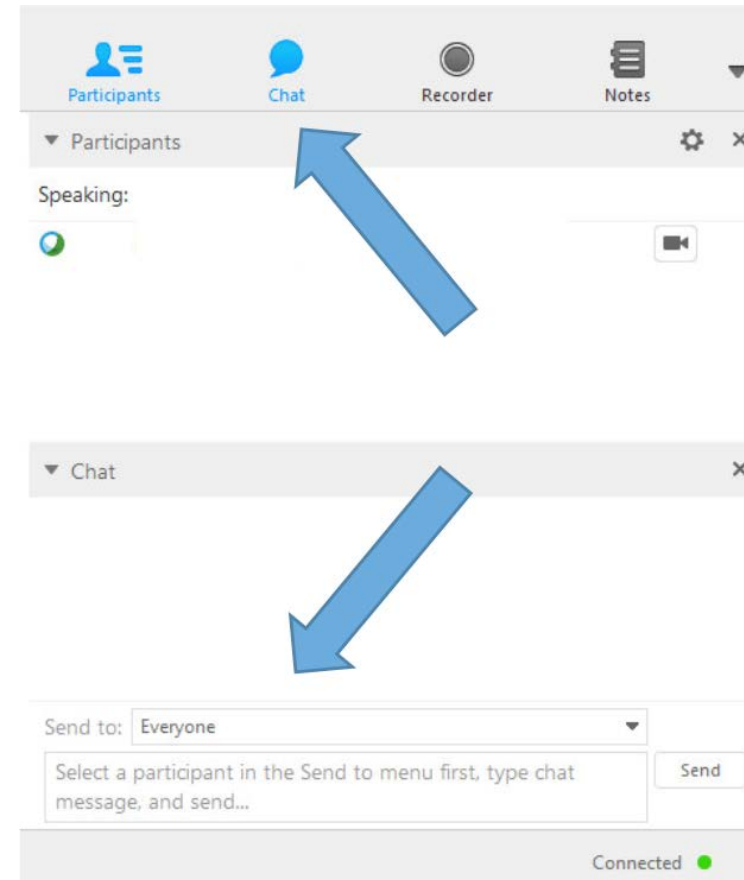 Participants Chat Recorder Notes
Participants
Speaking:
Chat
Send to: Everyone
Select a participant in the Send to menu first, type chat
message, and send...
Send
Connected